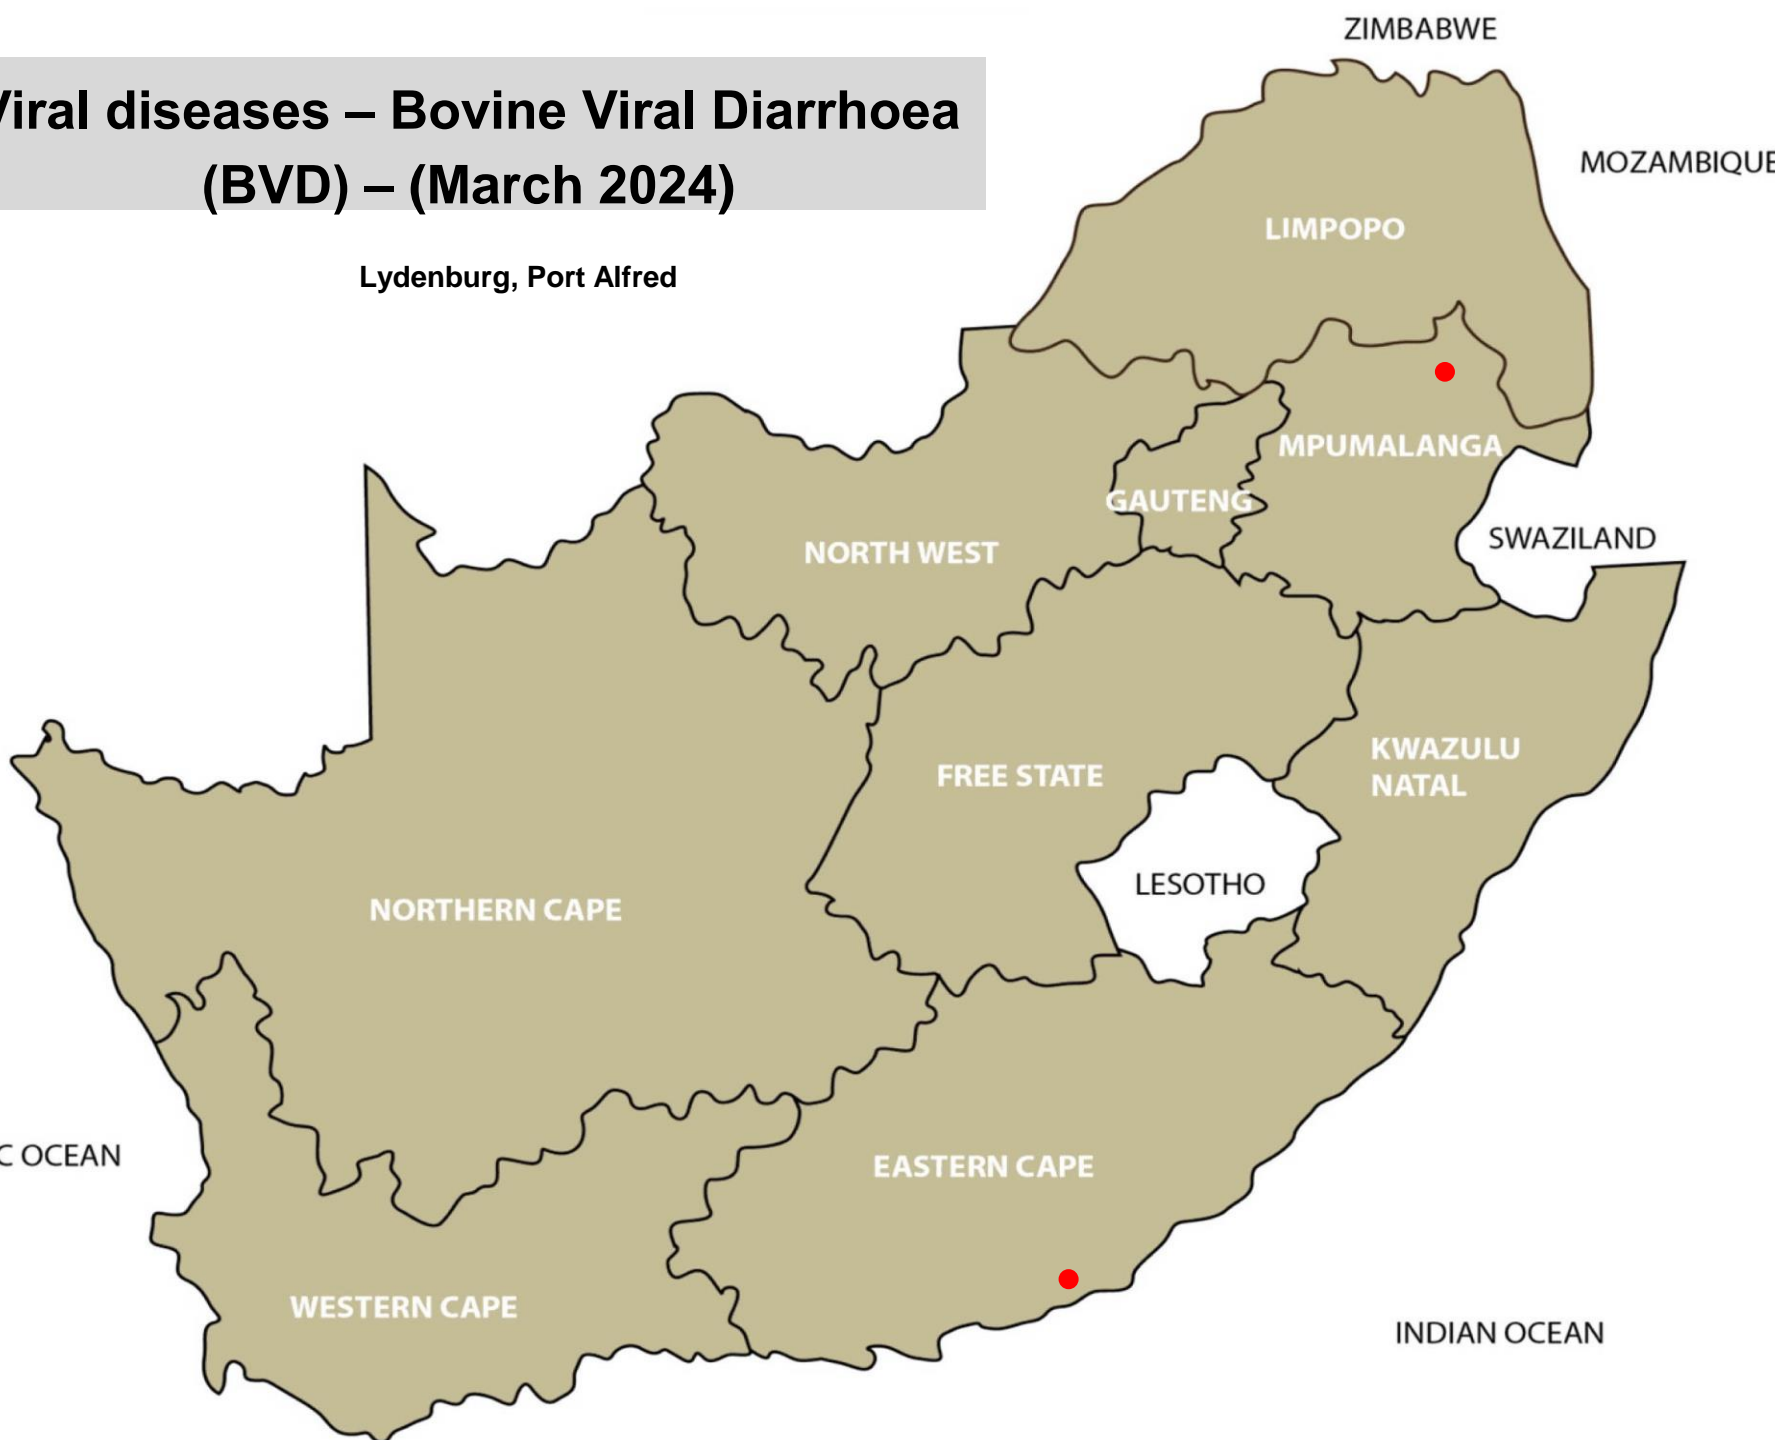 ZIMBABWE
Viral diseases – Bovine Viral Diarrhoea
(BVD) – (March 2024)
MOZAMBIQUE
LIMPOPO
Lydenburg, Port Alfred
MPUMALANGA
GAUTENG
SWAZILAND
NORTH WEST
KWAZULU
NATAL
FREE STATE
LESOTHO
NORTHERN CAPE
C OCEAN
EASTERN CAPE
WESTERN CAPE
INDIAN OCEAN